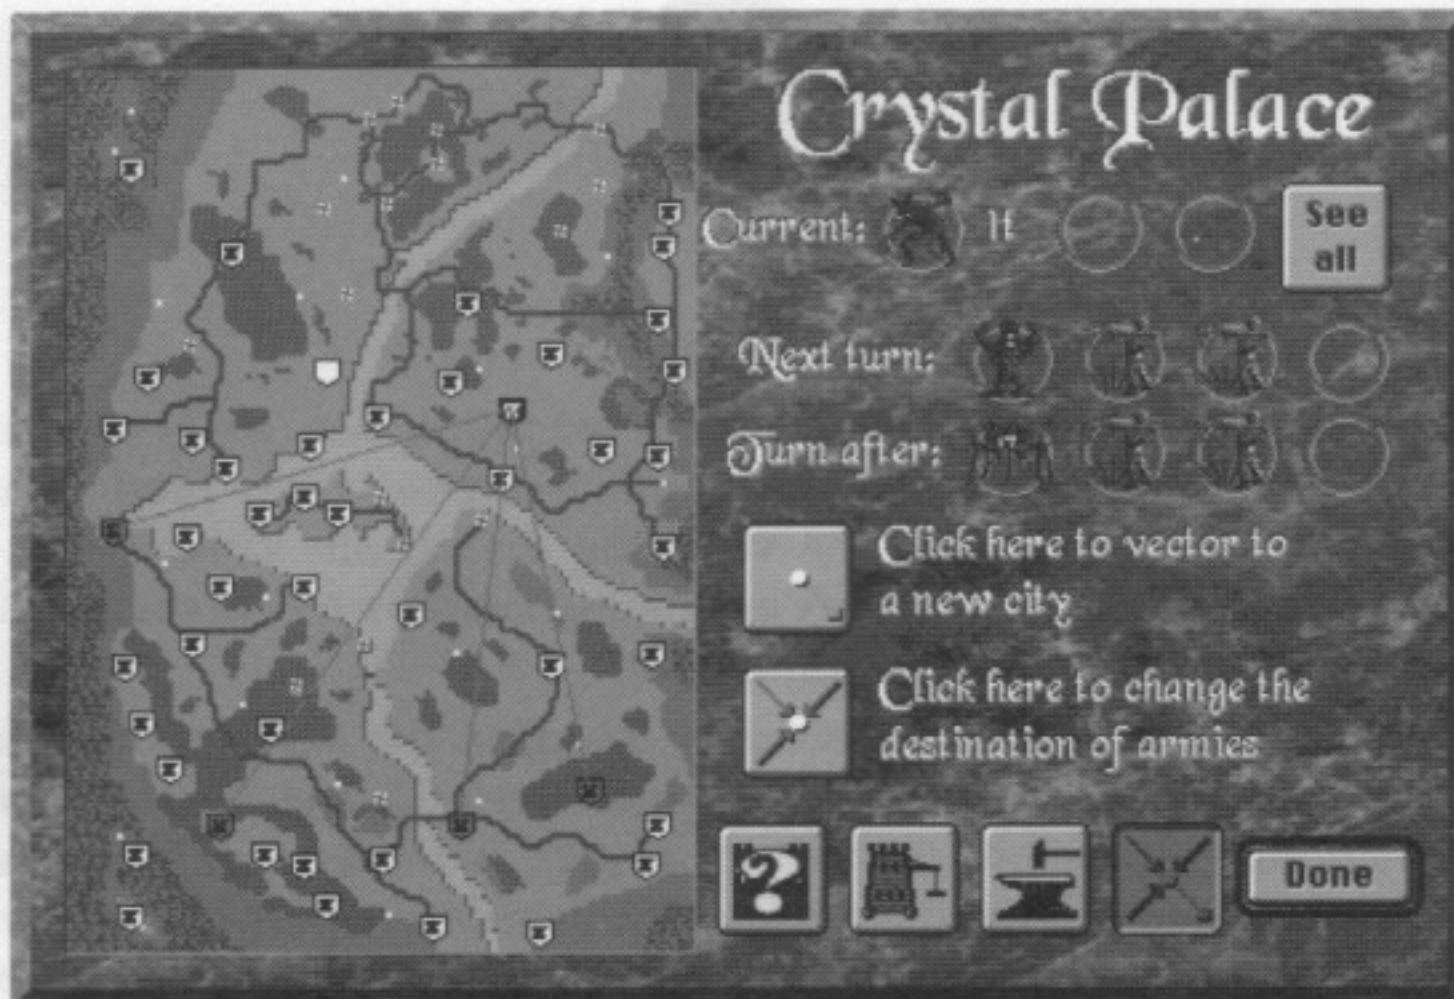 Crystal Palace
Current:
1t
See
all
Next turn:
Turn after:
Click here to vector to
a new city
Click here to change the
destination of armies
?
Done